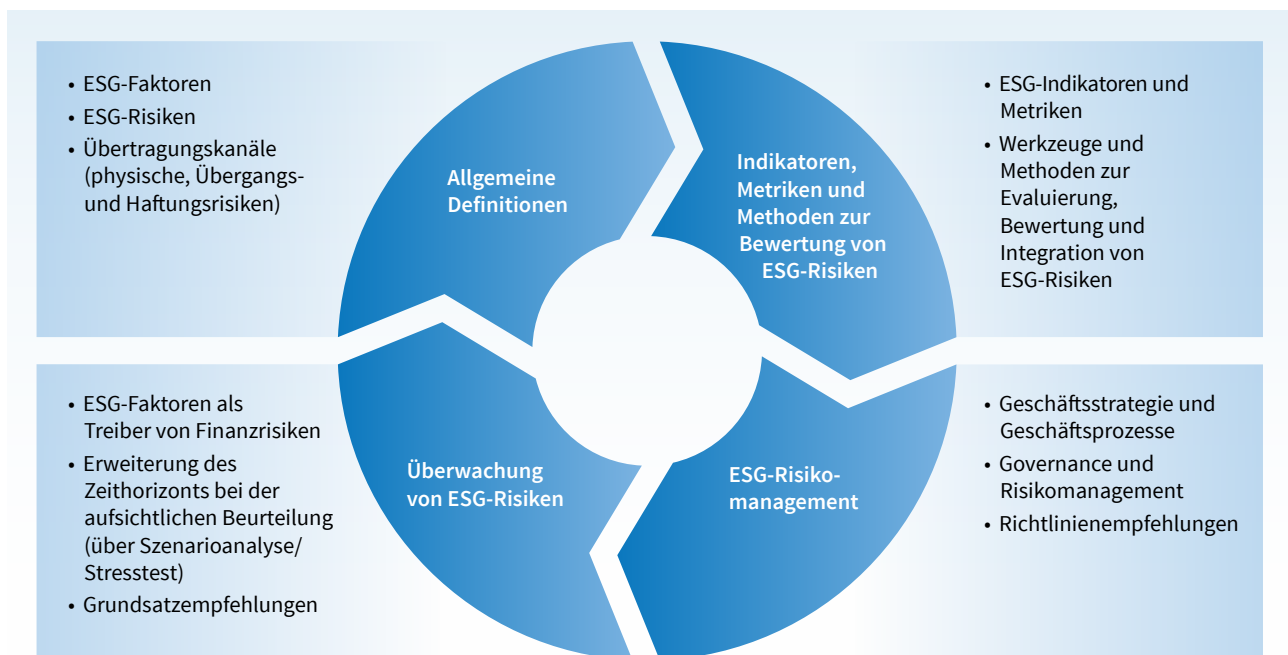 • ESG-Faktoren
• ESG-Risiken
• Übertragungskanäle
(physische, Übergangs-
und Haftungsrisiken)
Allgemeine
Definitionen
Indikatoren,
Metriken und
Methoden zur
Bewertung von
ESG-Risiken
• ESG-Indikatoren und
Metriken
• Werkzeuge und
Methoden zur
Evaluierung,
Bewertung und
Integration von
ESG-Risiken
• ESG-Faktoren als
Treiber von Finanzrisiken
• Erweiterung des
Zeithorizonts bei der
aufsichtlichen Beurteilung
(über Szenarioanalyse/
Stresstest)
• Grundsatzempfehlungen
Überwachung
von ESG-Risiken
ESG-Risiko-
management
• Geschäftsstrategie und
Geschäftsprozesse
• Governance und
Risikomanagement
• Richtlinienempfehlungen